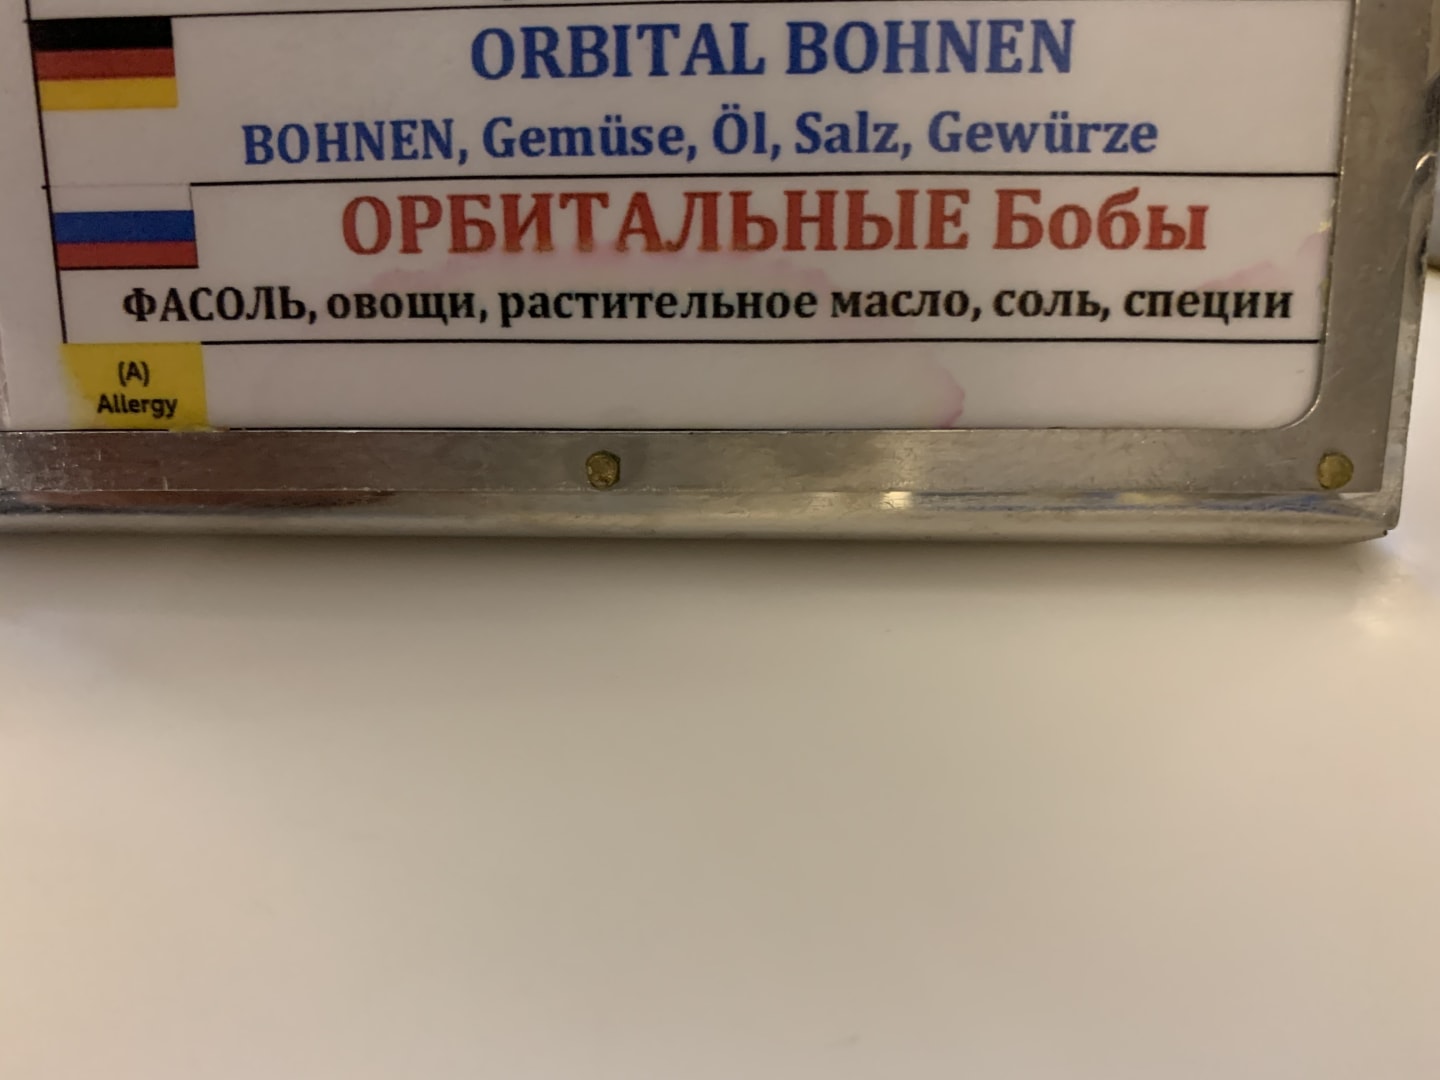 ORBITAL BOHNEN
BOHNEN, Gemüse, Öl, Salz, Gewürze
ОРБИТАЛЬНЫЕ Бобы
ФАСОЛЬ, овощи, растительное масло, соль, специи
(A)
Allergy